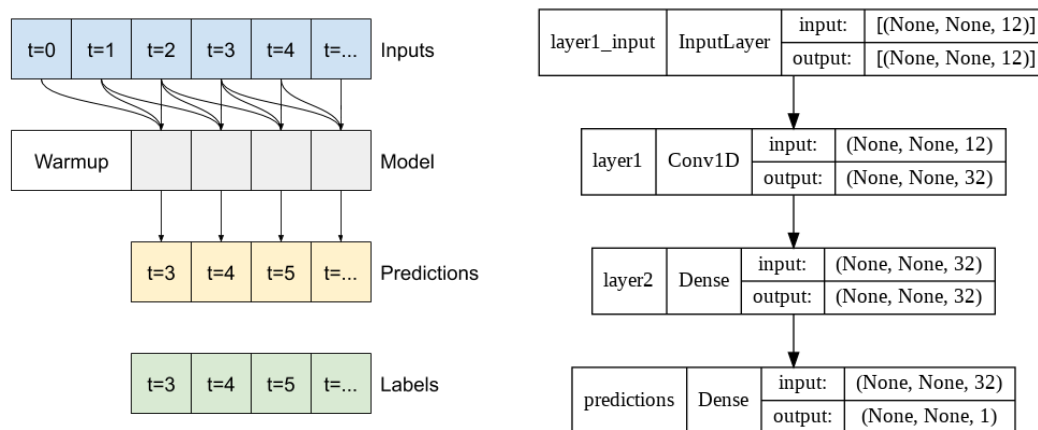 t=0 t=1 t=2 t=3 t=4 t=... Inputs
Warmup Model
t=3 t=4 t=5 t=... Predictions
t=3 t=4 t=5 t=... Labels
layer1_input InputLayer input: [(None, None, 12)]
output: [(None, None, 12)]
layer1 Conv1D input: (None, None, 12)
output: (None, None, 32)
layer2 Dense input: (None, None, 32)
output: (None, None, 32)
predictions Dense input: (None, None, 32)
output: (None, None, 1)